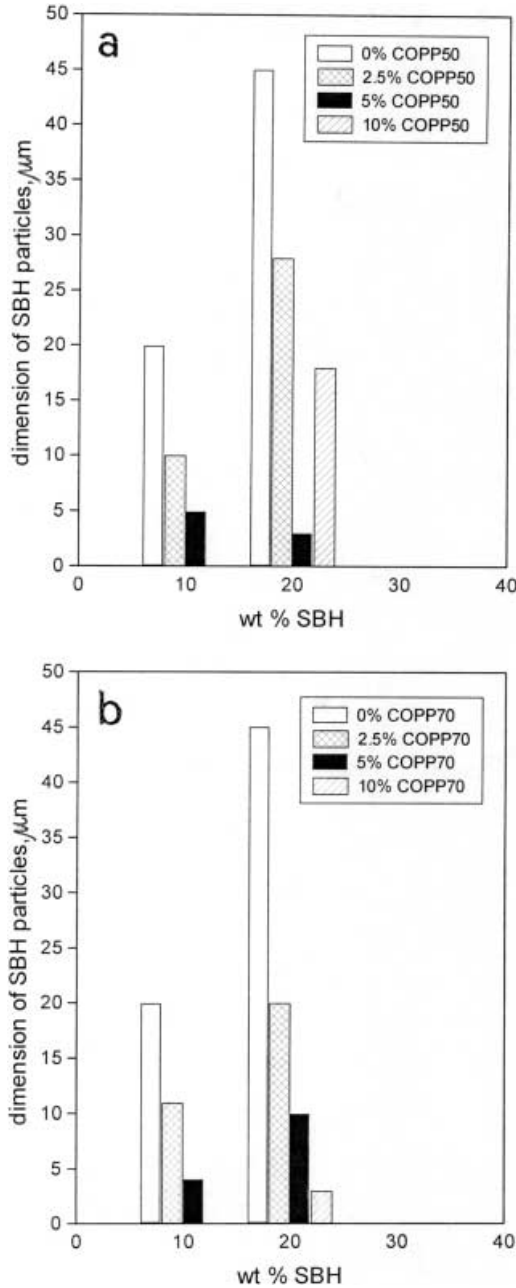 a
0% COPP50
2.5% COPP50
5% COPP50
10% COPP50
50
45
40
35
30
25
20
15
10
5
0
dimension of SBH particles, μm
0 10 20 30 40
wt % SBH
b
0% COPP70
2.5% COPP70
5% COPP70
10% COPP70
50
45
40
35
30
25
20
15
10
5
0
dimension of SBH particles, μm
0 10 20 30 40
wt % SBH